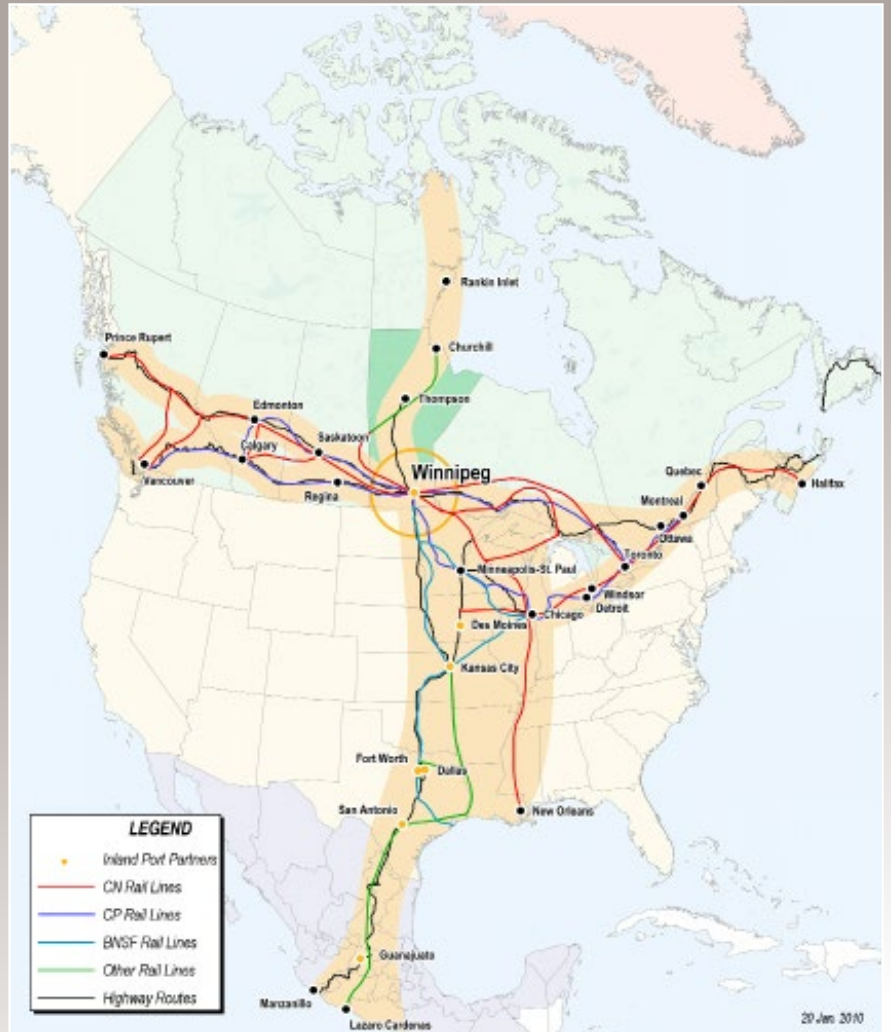 Rankin Inlet
Churchill
Prince Rupert
Thompson
Edmonton
Saskatoon
Calgary
Winnipeg
Vancouver
Regina
Quebec
Halifax
Montreal
Ottawa
Toronto
Minneapolis-St. Paul
Windsor
Detroit
Chicago
Des Moines
Kansas City
Fort Worth
Dallas
San Antonio
New Orleans
LEGEND
Inland Port Partners
CN Rail Lines
CP Rail Lines
BNSF Rail Lines
Other Rail Lines
Highway Routes
Guanajuato
Manzanillo
Lazaro Cardenas
20 Jan. 2010